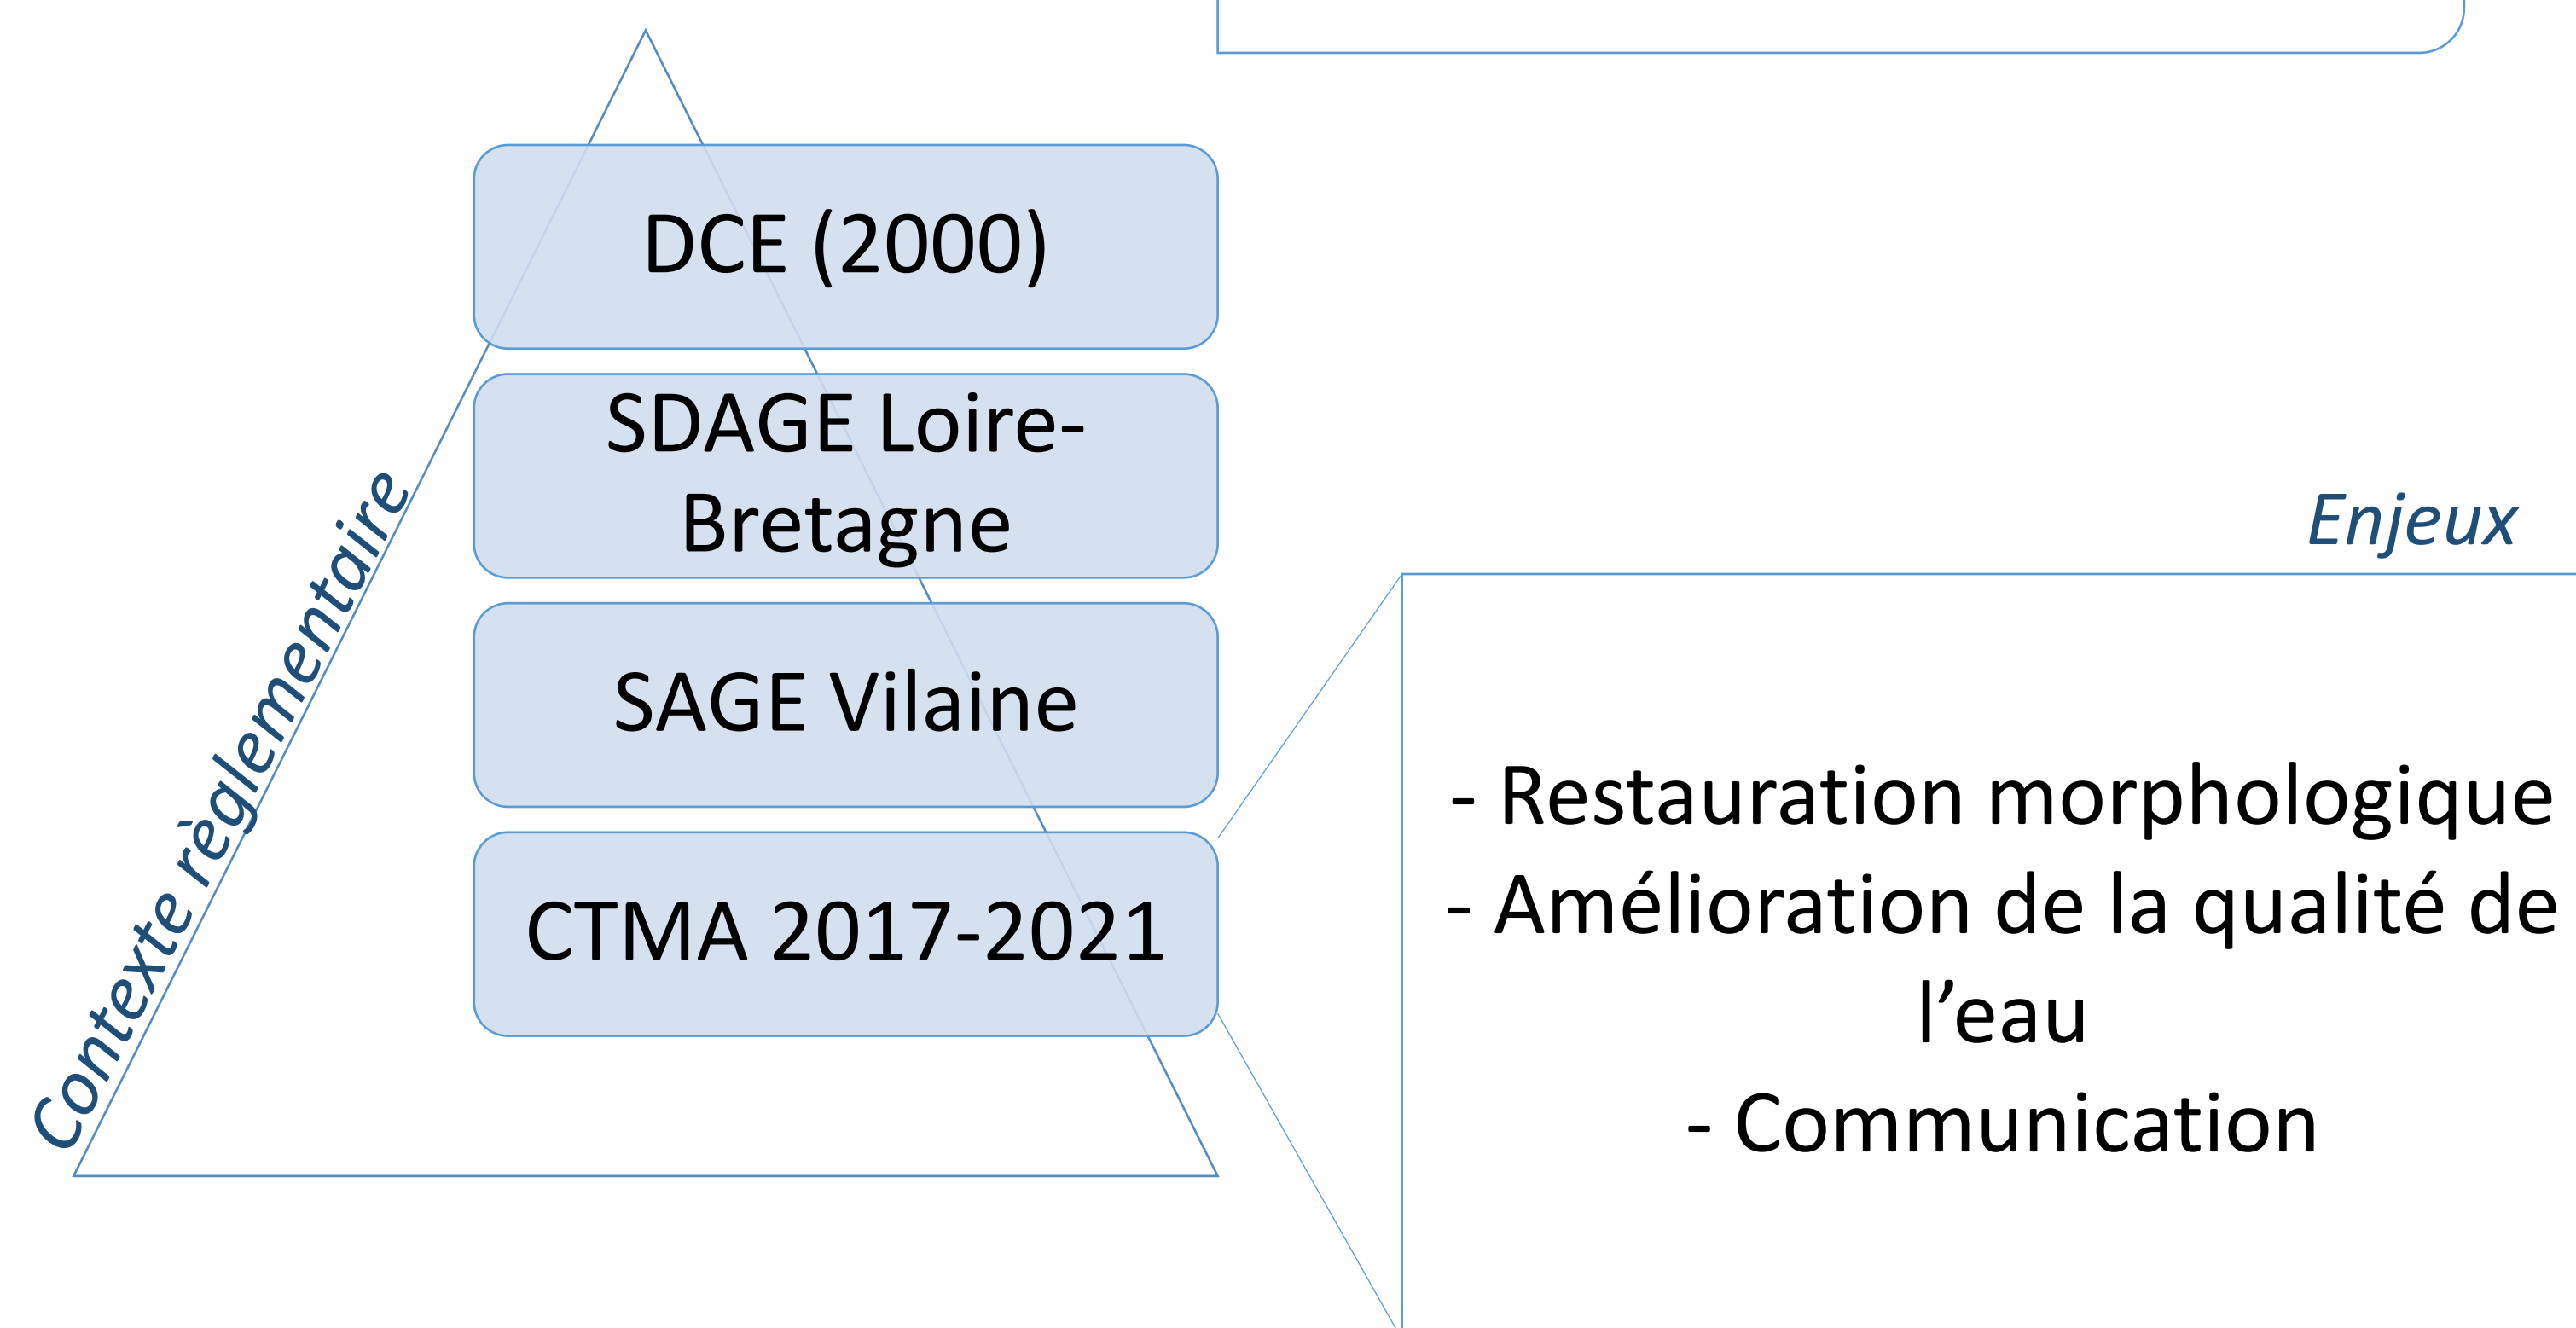 Contexte règlementaire
DCE (2000)
SDAGE Loire-
Bretagne
SAGE Vilaine
CTMA 2017-2021
Enjeux
- Restauration morphologique
- Amélioration de la qualité de
l’eau
- Communication